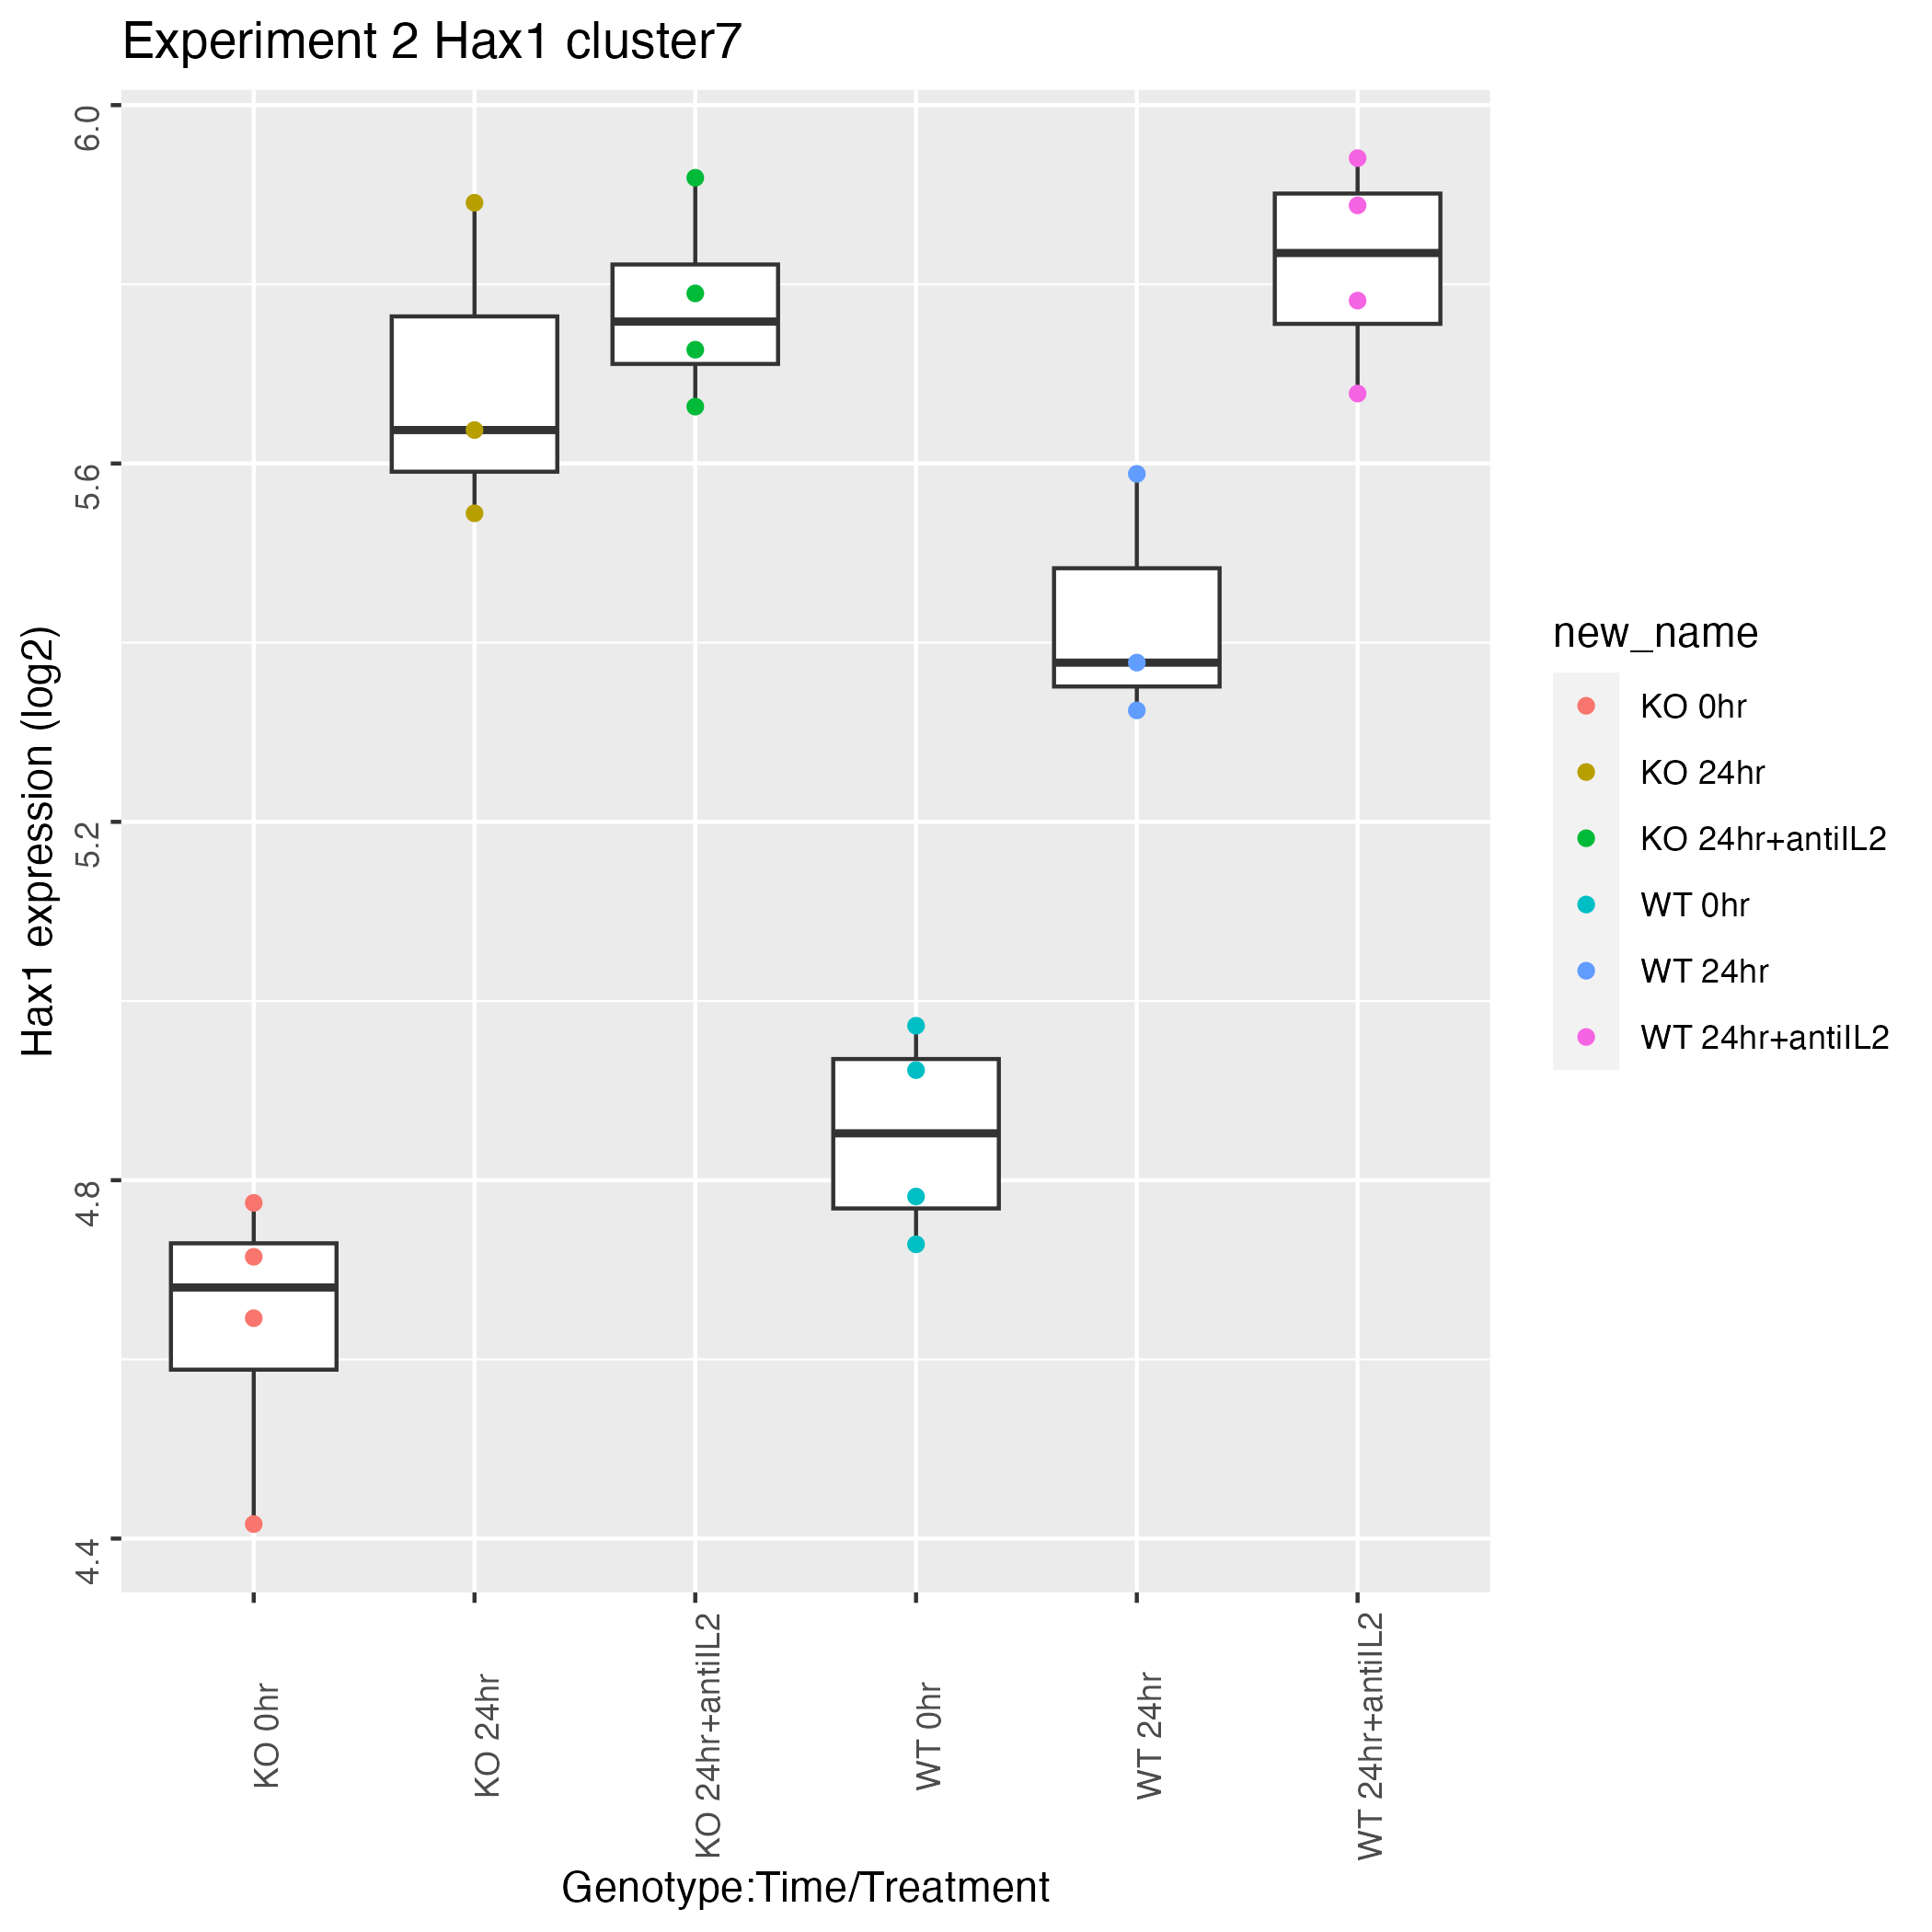 Experiment 2 Hax1 cluster7
Hax1 expression (log2)
6.0
5.6
5.2
4.8
4.4
KO 0hr
KO 24hr
KO 24hr+antiIL2
WT 0hr
WT 24hr
WT 24hr+antiIL2
Genotype:Time/Treatment
new_name
KO 0hr
KO 24hr
KO 24hr+antiIL2
WT 0hr
WT 24hr
WT 24hr+antiIL2